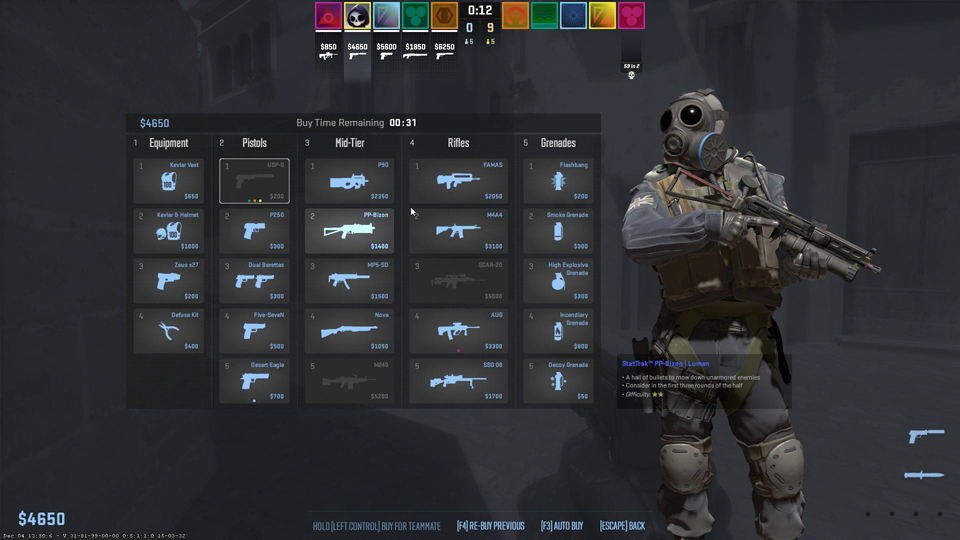 0:12
0 9
5 5
$850 $4650 $5600 $1850 $6250
59 in 2
$4650 Buy Time Remaining 00:31
1 Equipment
1 Kevlar Vest
$650
2 Kevlar & Helmet
$1000
3 Zeus x27
$200
4 Defuse Kit
$400
2 Pistols
1 USP-S
$200
2 P250
$300
3 Dual Berettas
$300
4 Five-SeveN
$500
5 Desert Eagle
$700
3 Mid-Tier
1 P90
$2350
2 PP-Bizon
$1400
3 MP5-SD
$1500
4 Nova
$1050
5 M249
$5200
4 Rifles
1 FAMAS
$2050
2 M4A4
$3100
3 SCAR-20
$5000
4 AUG
$3300
5 SSG 08
$1700
5 Grenades
1 Flashbang
$200
2 Smoke Grenade
$300
3 High Explosive
Grenade
$300
4 Incendiary
Grenade
$600
5 Decoy Grenade
$50
StatTrak™ PP-Bizon | Lumen
• A hail of bullets to mow down unarmored enemies
• Consider in the first three rounds of the half
• Difficulty: ★★
$4650
HOLD [LEFT CONTROL] BUY FOR TEAMMATE [F4] RE-BUY PREVIOUS [F3] AUTO BUY [ESCAPE] BACK